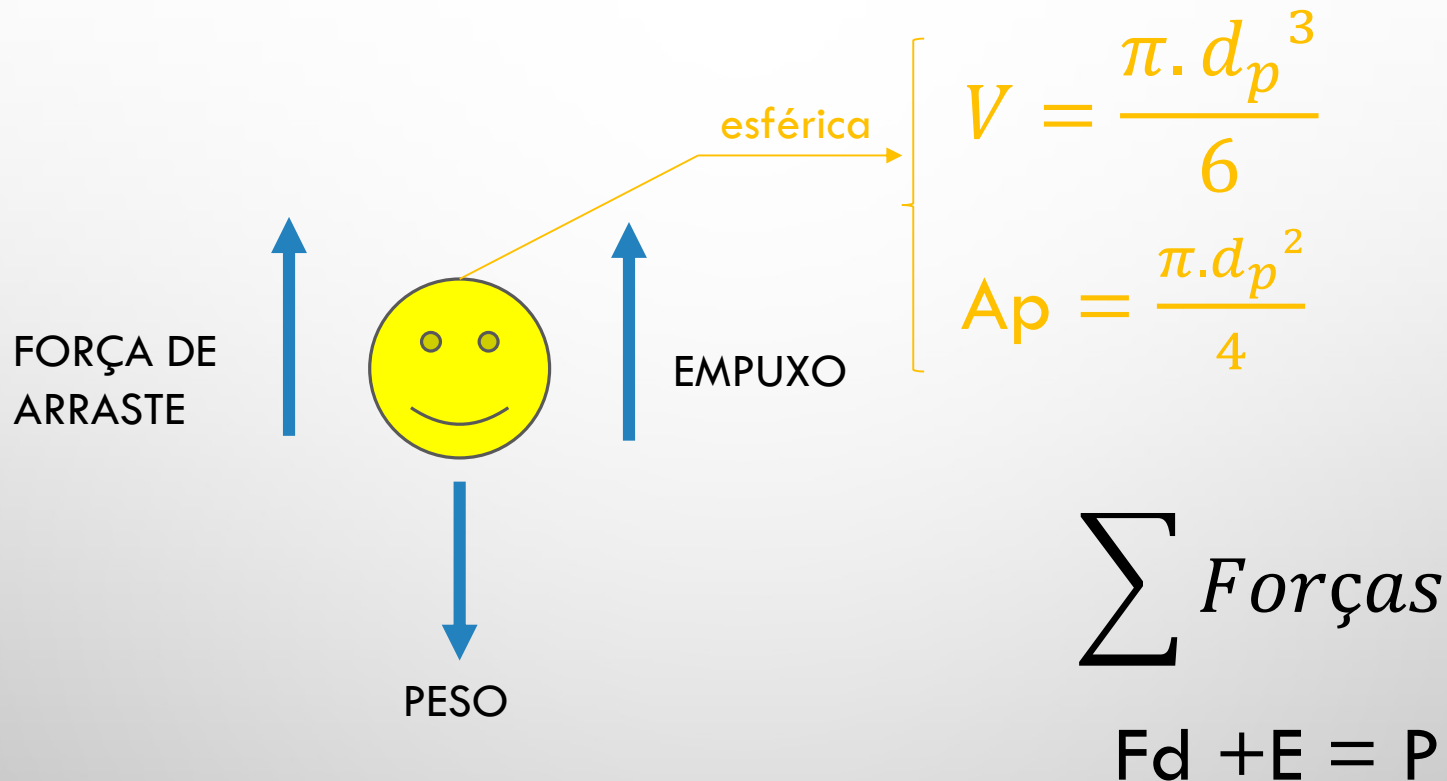 esférica
V = π.dₚ³/6
Ap = π.dₚ²/4
FORÇA DE
ARRASTE
EMPUXO
PESO
∑ Forças
Fd +E = P